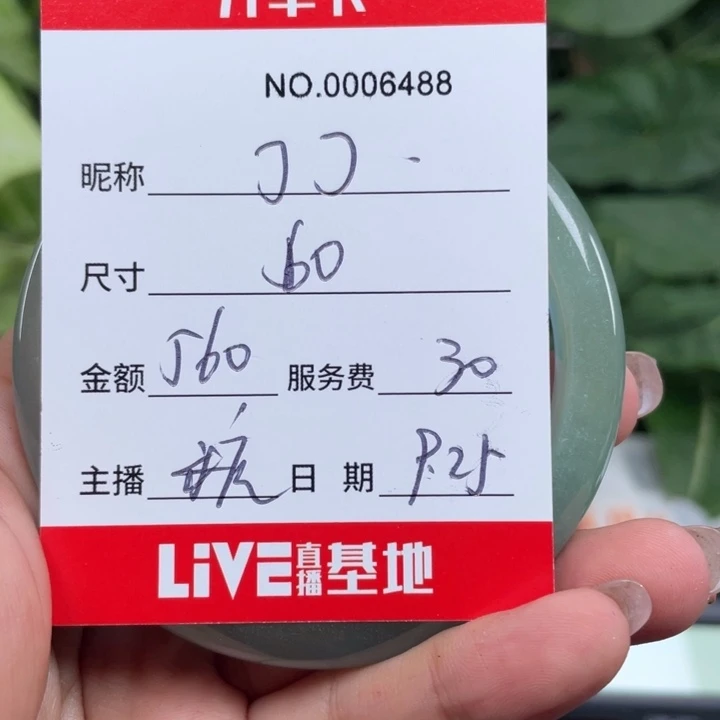 NO.0006488
昵称 JJ.
尺寸 60
金额 560 服务费 30
主播 日 期 9.25
LiVE直播基地